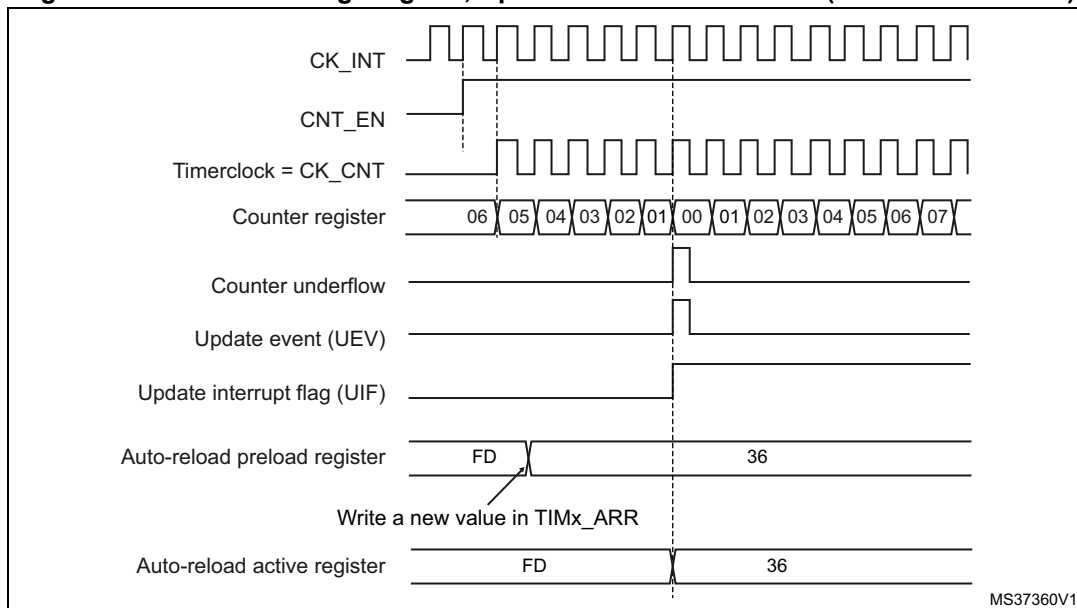 CK_INT
CNT_EN
Timerclock = CK_CNT
Counter register
06 05 04 03 02 01 00 01 02 03 04 05 06 07
Counter underflow
Update event (UEV)
Update interrupt flag (UIF)
Auto-reload preload register
FD 36
Write a new value in TIMx_ARR
Auto-reload active register
FD 36
MS37360V1